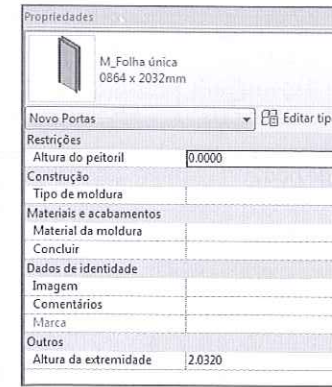 Propriedades
M_Folha única
0864 x 2032mm
Novo Portas
Editar tip
Restrições
Altura do peitoril 0.0000
Construção
Tipo de moldura
Materiais e acabamentos
Material da moldura
Concluir
Dados de identidade
Imagem
Comentários
Marca
Outros
Altura da extremidade 2.0320